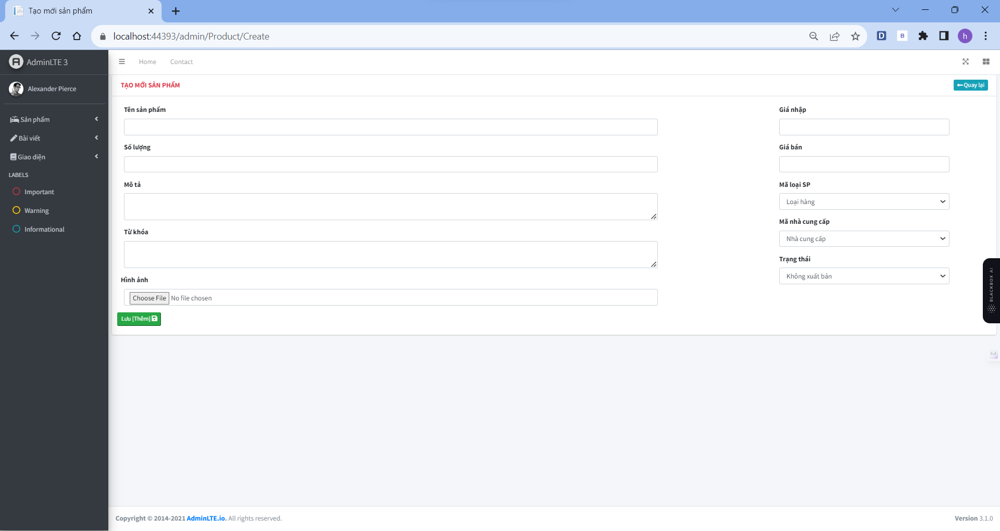 Tạo mới sản phẩm
localhost:44393/admin/Product/Create
D
B
h
AdminLTE 3
Home
Contact
TẠO MỚI SẢN PHẨM
Quay lại
Alexander Pierce
Sản phẩm
Bài viết
Giao diện
LABELS
Important
Warning
Informational
Tên sản phẩm
Số lượng
Mô tả
Từ khóa
Hình ảnh
Choose File No file chosen
Lưu [Thêm]
Giá nhập
Giá bán
Mã loại SP
Loại hàng
Mã nhà cung cấp
Nhà cung cấp
Trạng thái
Không xuất bản
BLACKBOX AI
Copyright © 2014-2021 AdminLTE.io. All rights reserved.
Version 3.1.0